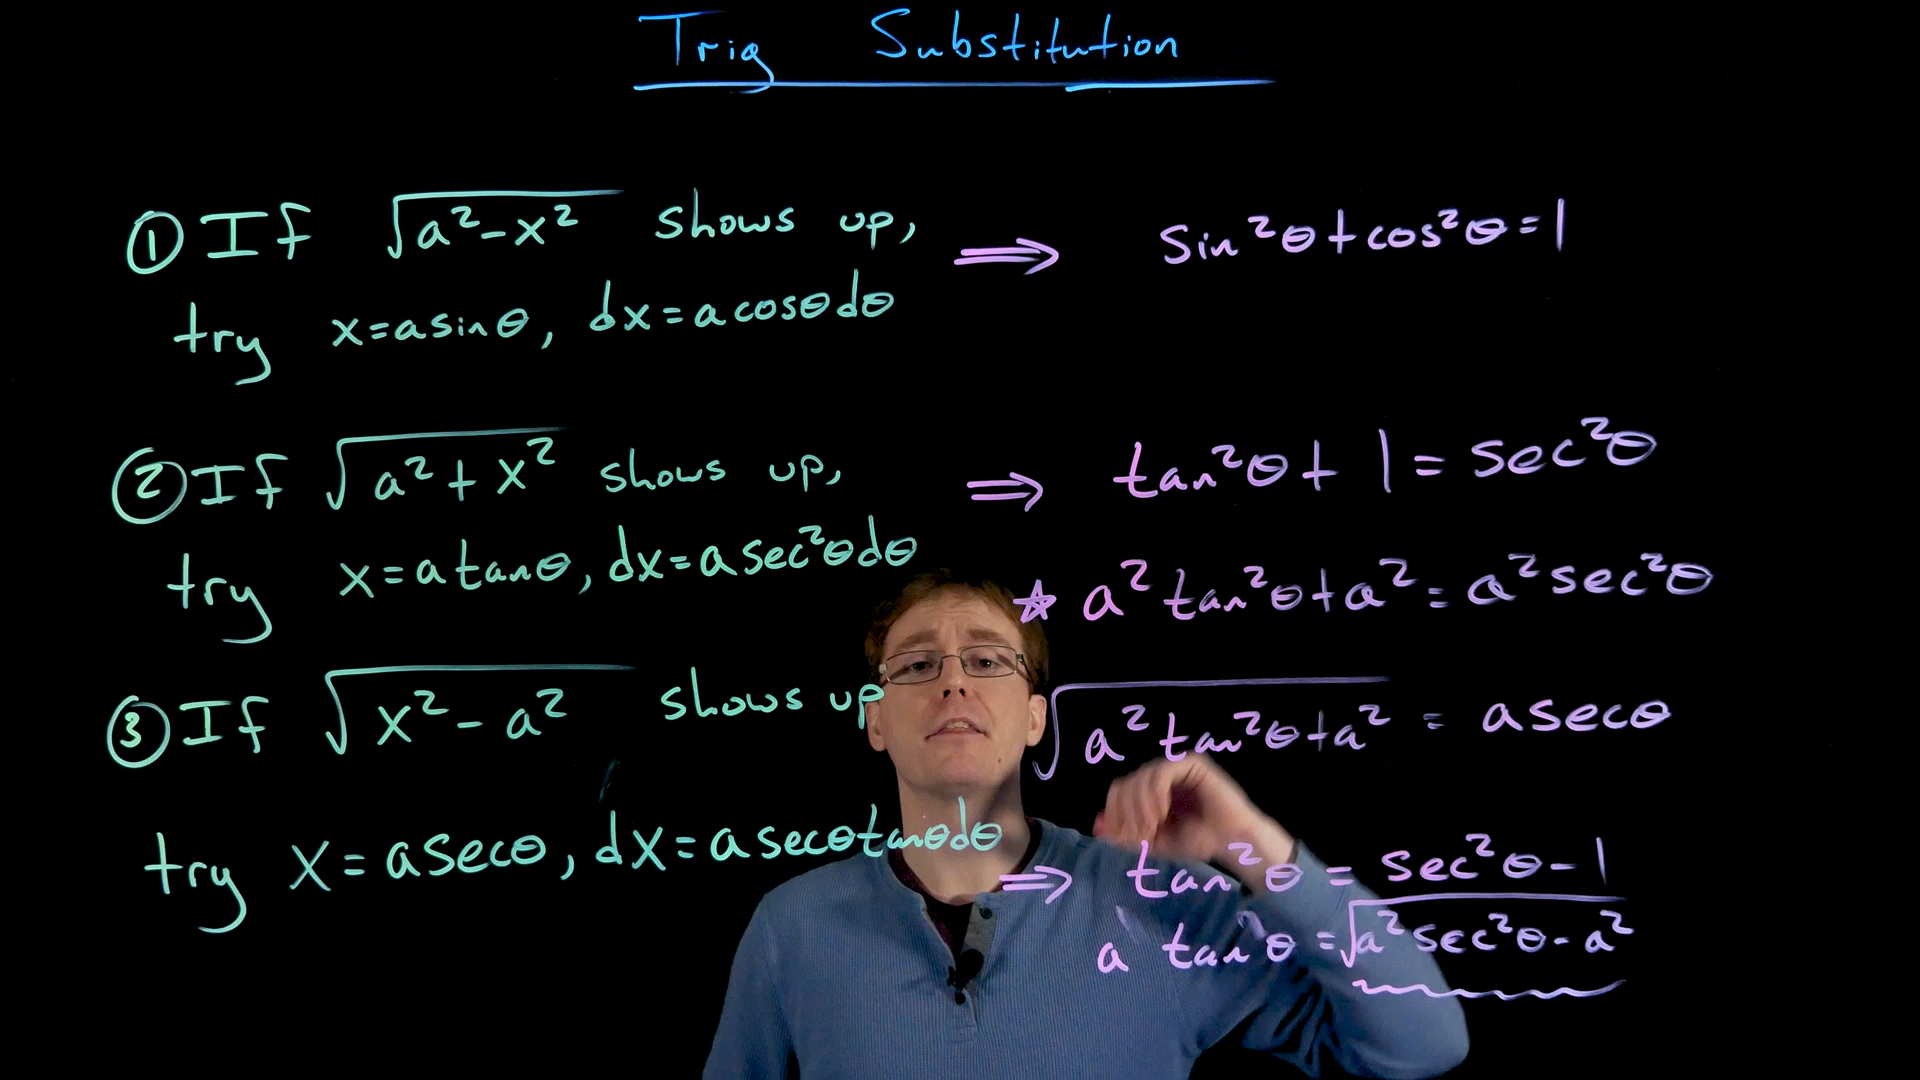 Trig Substitution
① If √(a²-x²) shows up, ⟹ sin²θ+cos²θ=1
try x=asinθ, dx=acosθdθ
② If √(a²+x²) shows up, ⟹ tan²θ+1=sec²θ
try x=atanθ, dx=asec²θdθ
☆ a²tan²θ+a²=a²sec²θ
③ If √(x²-a²) shows up
√(a²tan²θ+a²) = asecθ
try x=asecθ, dx=asecθtanθdθ
⟹ tan²θ = sec²θ-1
a tanθ =√(a²sec²θ-a²)